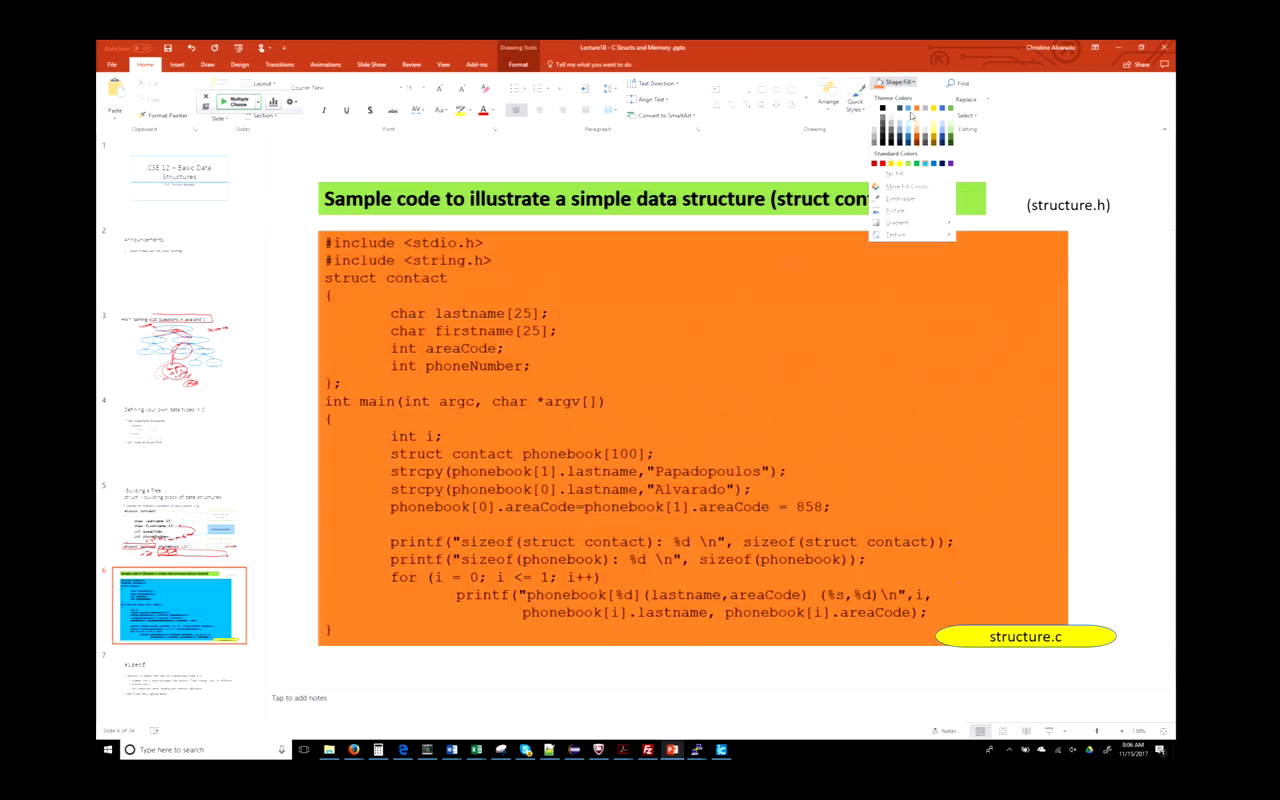 AutoSave
Drawing Tools
Lecture18 - C Structs and Memory .pptx
Christine Alvarado
File Home Insert Draw Design Transitions Animations Slide Show Review View Add-ins Format Tell me what you want to do Share
Paste
Cut
Copy
Format Painter
Clipboard
Multiple Choice
Layout
Slide
Section
Slides
Courier New
Font
Text Direction
Align Text
Convert to SmartArt
Paragraph
Arrange
Quick Styles
Drawing
Shape Fill
Theme Colors
Standard Colors
No Fill
More Fill Colors
Eyedropper
Picture
Gradient
Texture
Find
Replace
Select
Editing
1
CSE 12 – Basic Data Structures
2
Announcements
3
4
Defining your own data types in C
5
Building a Tree
struct – building block of data structures
6
7
sizeof
Sample code to illustrate a simple data structure (struct con
(structure.h)
#include <stdio.h>
#include <string.h>
struct contact
{
char lastname[25];
char firstname[25];
int areaCode;
int phoneNumber;
};
int main(int argc, char *argv[])
{
int i;
struct contact phonebook[100];
strcpy(phonebook[1].lastname,"Papadopoulos");
strcpy(phonebook[0].lastname,"Alvarado");
phonebook[0].areaCode=phonebook[1].areaCode = 858;
printf("sizeof(struct contact): %d \n", sizeof(struct contact));
printf("sizeof(phonebook): %d \n", sizeof(phonebook));
for (i = 0; i <= 1; i++)
printf("phonebook[%d](lastname,areaCode) (%s,%d)\n",i,
phonebook[i].lastname, phonebook[i].areaCode);
}
structure.c
Tap to add notes
Slide 6 of 34
Notes
Type here to search
8:06 AM
11/15/2017